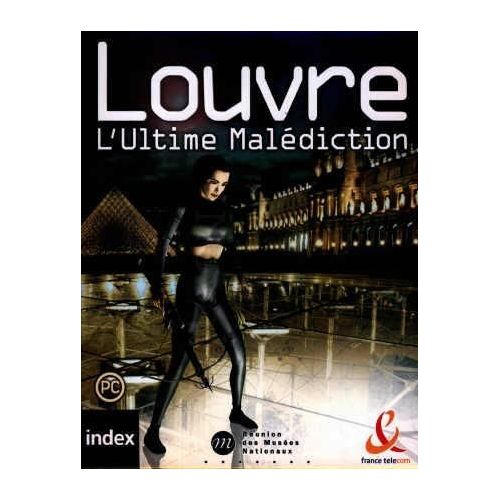 Louvre
L'Ultime Malédiction
PC
index
m
Réunion
des Musées
Nationaux
&
france telecom